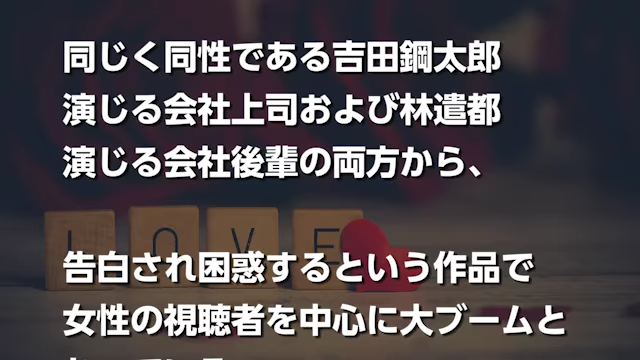 同じく同性である吉田鋼太郎
演じる会社上司および林遣都
演じる会社後輩の両方から、
LOVE
告白され困惑するという作品で
女性の視聴者を中心に大ブームと